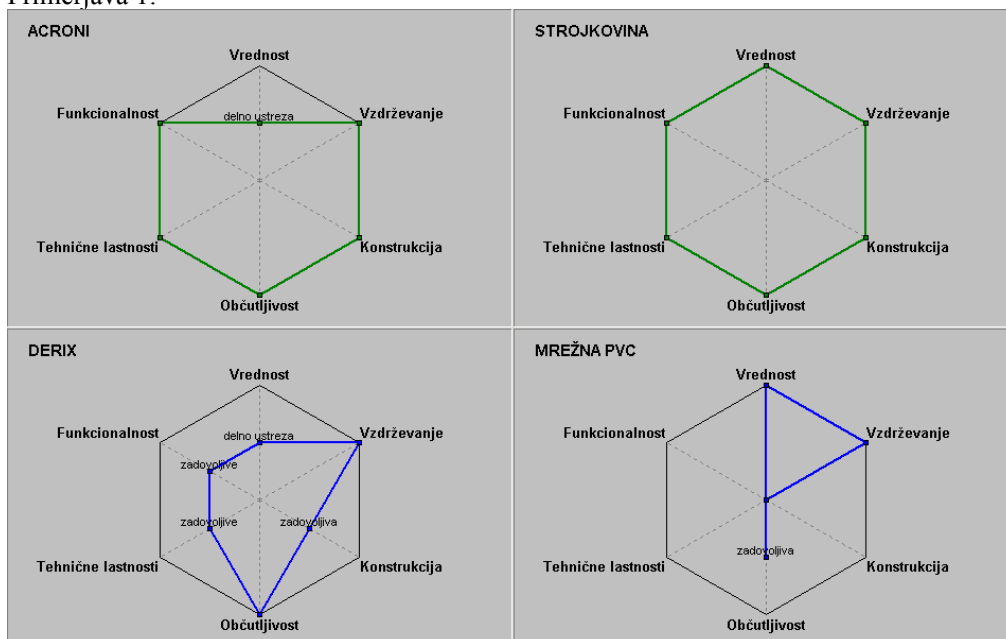 ACRONI
Vrednost
Funkcionalnost
delno ustreza
Vzdrževanje
Tehnične lastnosti
Konstrukcija
Občutljivost
STROJKOVINA
Vrednost
Funkcionalnost
Vzdrževanje
Tehnične lastnosti
Konstrukcija
Občutljivost
DERIX
Vrednost
Funkcionalnost
delno ustreza
Vzdrževanje
zadovoljive
zadovoljive
zadovoljiva
Tehnične lastnosti
Konstrukcija
Občutljivost
MREŽNA PVC
Vrednost
Funkcionalnost
Vzdrževanje
zadovoljiva
Tehnične lastnosti
Konstrukcija
Občutljivost